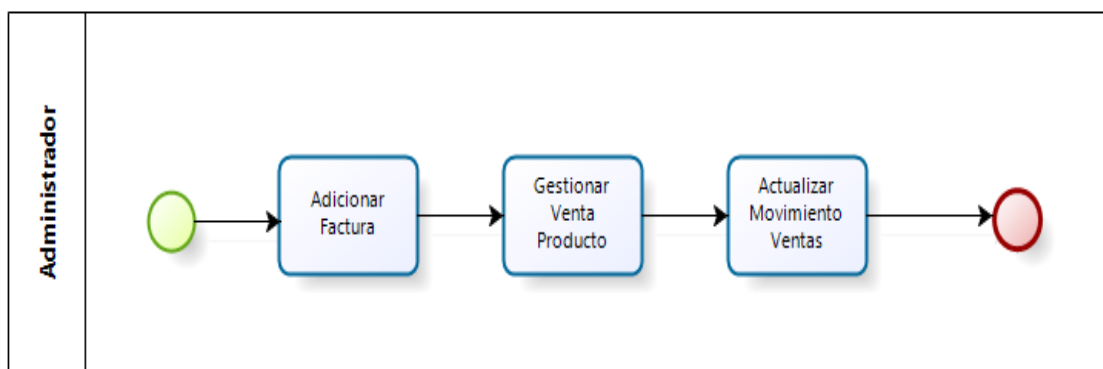 Administrador
Adicionar
Factura
Gestionar
Venta
Producto
Actualizar
Movimiento
Ventas